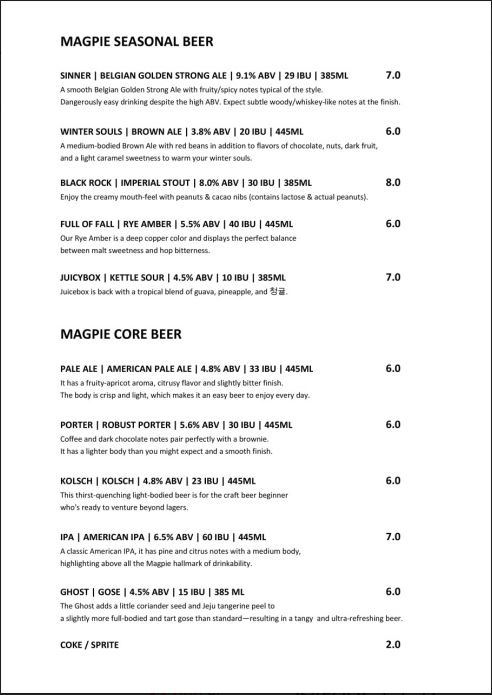 MAGPIE SEASONAL BEER
SINNER | BELGIAN GOLDEN STRONG ALE | 9.1% ABV | 29 IBU | 385ML 7.0
A smooth Belgian Golden Strong Ale with fruity/spicy notes typical of the style.
Dangerously easy drinking despite the high ABV. Expect subtle woody/whiskey-like notes at the finish.
WINTER SOULS | BROWN ALE | 3.8% ABV | 20 IBU | 445ML 6.0
A medium-bodied Brown Ale with red beans in addition to flavors of chocolate, nuts, dark fruit,
and a light caramel sweetness to warm your winter souls.
BLACK ROCK | IMPERIAL STOUT | 8.0% ABV | 30 IBU | 385ML 8.0
Enjoy the creamy mouth-feel with peanuts & cacao nibs (contains lactose & actual peanuts).
FULL OF FALL | RYE AMBER | 5.5% ABV | 40 IBU | 445ML 6.0
Our Rye Amber is a deep copper color and displays the perfect balance
between malt sweetness and hop bitterness.
JUICYBOX | KETTLE SOUR | 4.5% ABV | 10 IBU | 385ML 7.0
Juicebox is back with a tropical blend of guava, pineapple, and 청귤.
MAGPIE CORE BEER
PALE ALE | AMERICAN PALE ALE | 4.8% ABV | 33 IBU | 445ML 6.0
It has a fruity-apricot aroma, citrusy flavor and slightly bitter finish.
The body is crisp and light, which makes it an easy beer to enjoy every day.
PORTER | ROBUST PORTER | 5.6% ABV | 30 IBU | 445ML 6.0
Coffee and dark chocolate notes pair perfectly with a brownie.
It has a lighter body than you might expect and a smooth finish.
KOLSCH | KOLSCH | 4.8% ABV | 23 IBU | 445ML 6.0
This thirst-quenching light-bodied beer is for the craft beer beginner
who's ready to venture beyond lagers.
IPA | AMERICAN IPA | 6.5% ABV | 60 IBU | 445ML 7.0
A classic American IPA, it has pine and citrus notes with a medium body,
highlighting above all the Magpie hallmark of drinkability.
GHOST | GOSE | 4.5% ABV | 15 IBU | 385 ML 6.0
The Ghost adds a little coriander seed and Jeju tangerine peel to
a slightly more full-bodied and tart gose than standard—resulting in a tangy and ultra-refreshing beer.
COKE / SPRITE 2.0